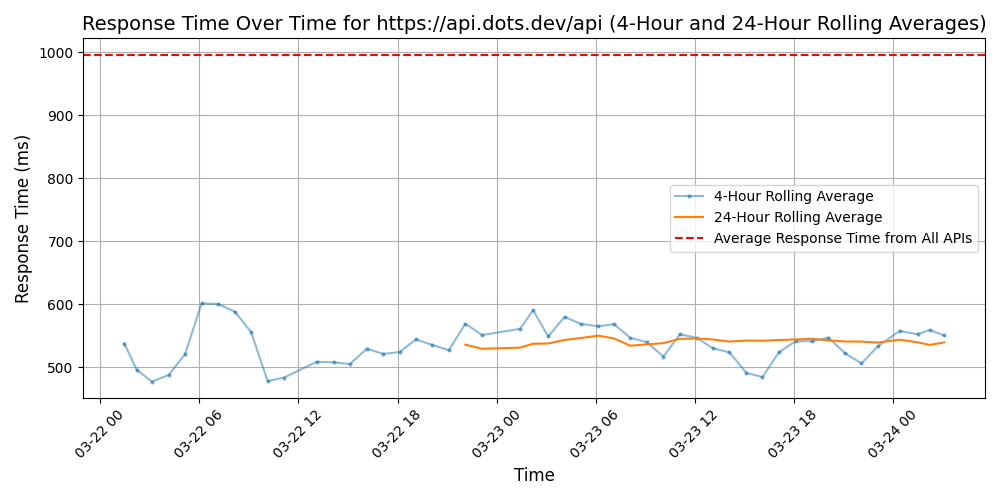 Response Time Over Time for https://api.dots.dev/api (4-Hour and 24-Hour Rolling Averages)
Response Time (ms)
1000
900
800
700
600
500
4-Hour Rolling Average
24-Hour Rolling Average
Average Response Time from All APIs
03-22 00
03-22 06
03-22 12
03-22 18
03-23 00
03-23 06
03-23 12
03-23 18
03-24 00
Time